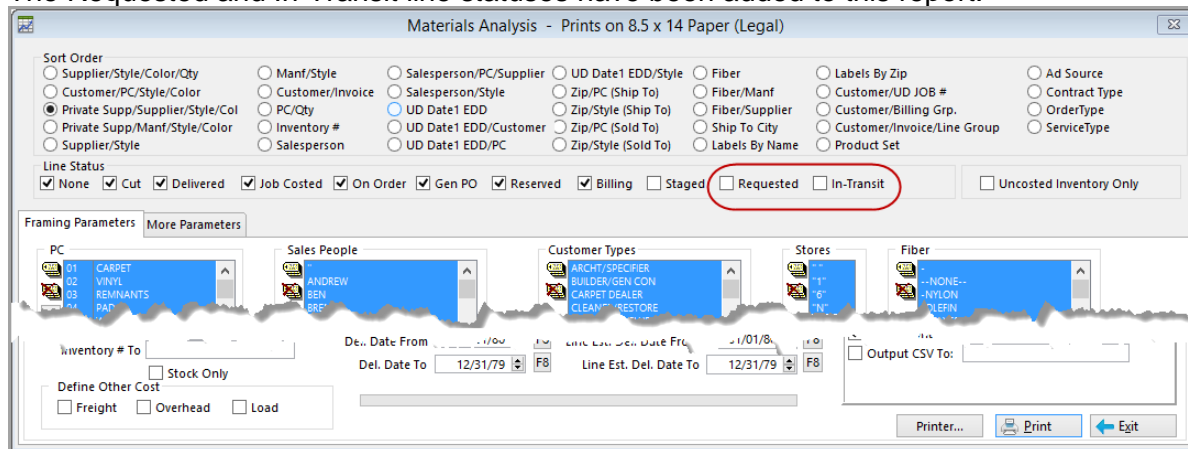 The Requested and In-Transit line statuses have been added to this report.
Materials Analysis - Prints on 8.5 x 14 Paper (Legal)
Sort Order
Supplier/Style/Color/Qty Manf/Style Salesperson/PC/Supplier UD Date1 EDD/Style Fiber Labels By Zip Ad Source
Customer/PC/Style/Color Customer/Invoice Salesperson/Style Zip/PC (Ship To) Fiber/Manf Customer/UD JOB # Contract Type
Private Supp/Supplier/Style/Col PC/Qty UD Date1 EDD Zip/Style (Ship To) Fiber/Supplier Customer/Billing Grp. OrderType
Private Supp/Manf/Style/Color Inventory # UD Date1 EDD/Customer Zip/PC (Sold To) Ship To City Customer/Invoice/Line Group ServiceType
Supplier/Style Salesperson UD Date1 EDD/PC Zip/Style (Sold To) Labels By Name Product Set
Line Status
None Cut Delivered Job Costed On Order Gen PO Reserved Billing Staged Requested In-Transit Uncosted Inventory Only
Framing Parameters More Parameters
PC Sales People Customer Types Stores Fiber
01 CARPET " ARCHT/SPECIFIER " " -
02 VINYL ANDREW BUILDER/GEN CON "1" --NONE--
03 REMNANTS BEN CARPET DEALER "6" -NYLON
BRE CLEAN/RESTORE "N"
Inventory # To Date From
Stock Only Del. Date To 12/31/79 F8 Line Est. Del. Date To 12/31/79 F8 Output CSV To:
Define Other Cost
Freight Overhead Load
Printer... Print Exit